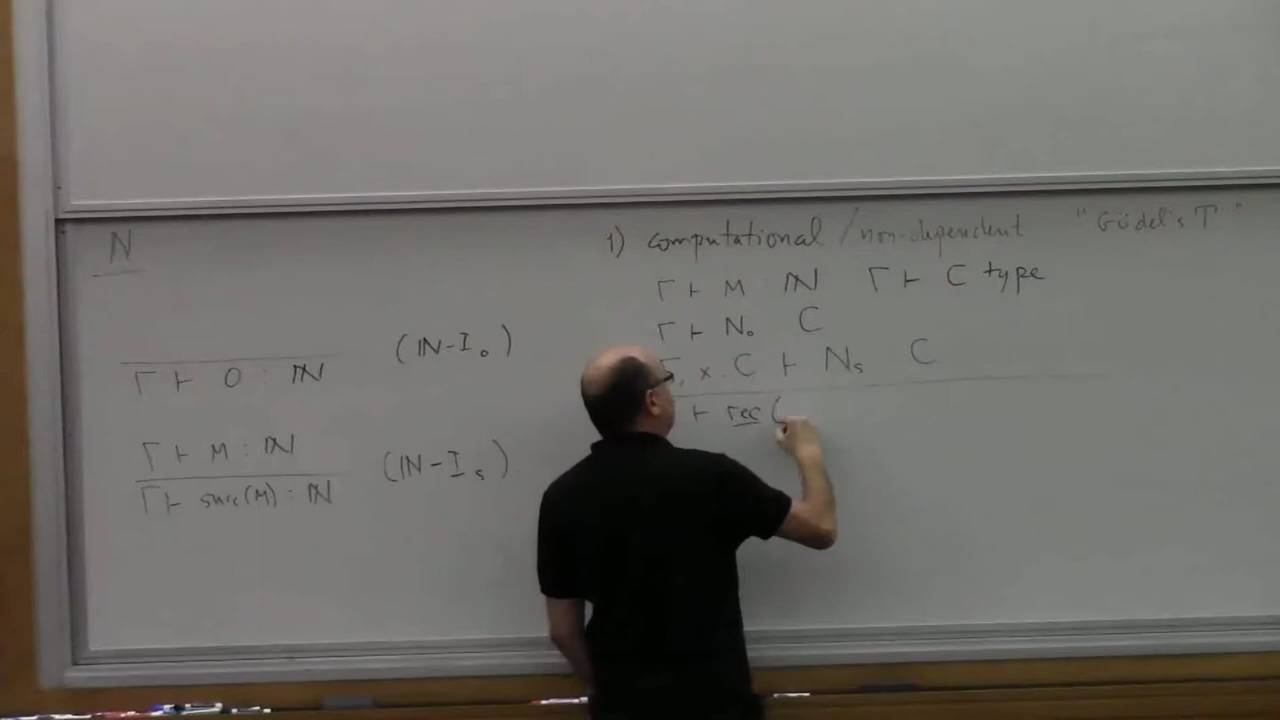 N
Γ ⊢ 0 : ℕ (ℕ-I₀)
Γ ⊢ M : ℕ
Γ ⊢ succ(M) : ℕ (ℕ-Iₛ)
1) computational / non-dependent "Gödel's T"
Γ ⊢ M : ℕ Γ ⊢ C type
Γ ⊢ N₀ C
Γ, x. C ⊢ Nₛ C
⊢ rec (